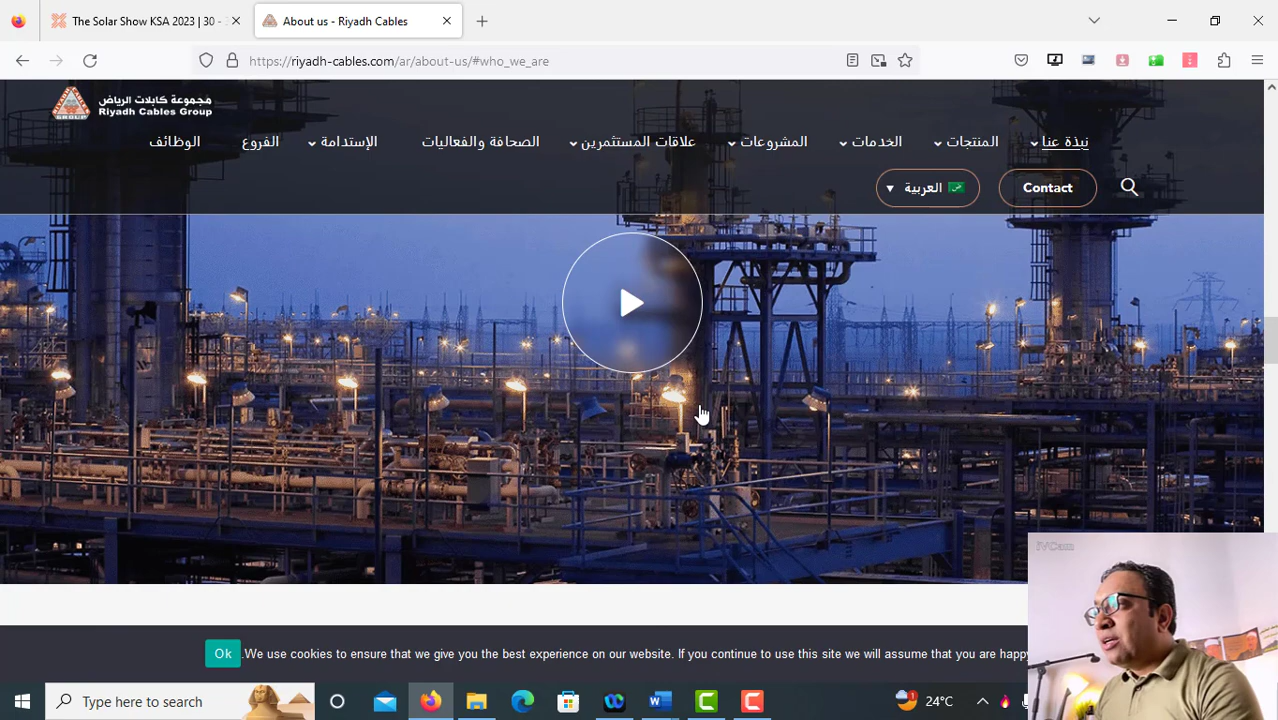 The Solar Show KSA 2023 | 30 -
About us - Riyadh Cables
https://riyadh-cables.com/ar/about-us/#who_we_are
مجموعة كابلات الرياض
Riyadh Cables Group
نبذة عنا
المنتجات
الخدمات
المشروعات
علاقات المستثمرين
الصحافة والفعاليات
الإستدامة
الفروع
الوظائف
Contact
العربية
iVCam
Ok
.We use cookies to ensure that we give you the best experience on our website. If you continue to use this site we will assume that you are happy
Type here to search
1
24°C